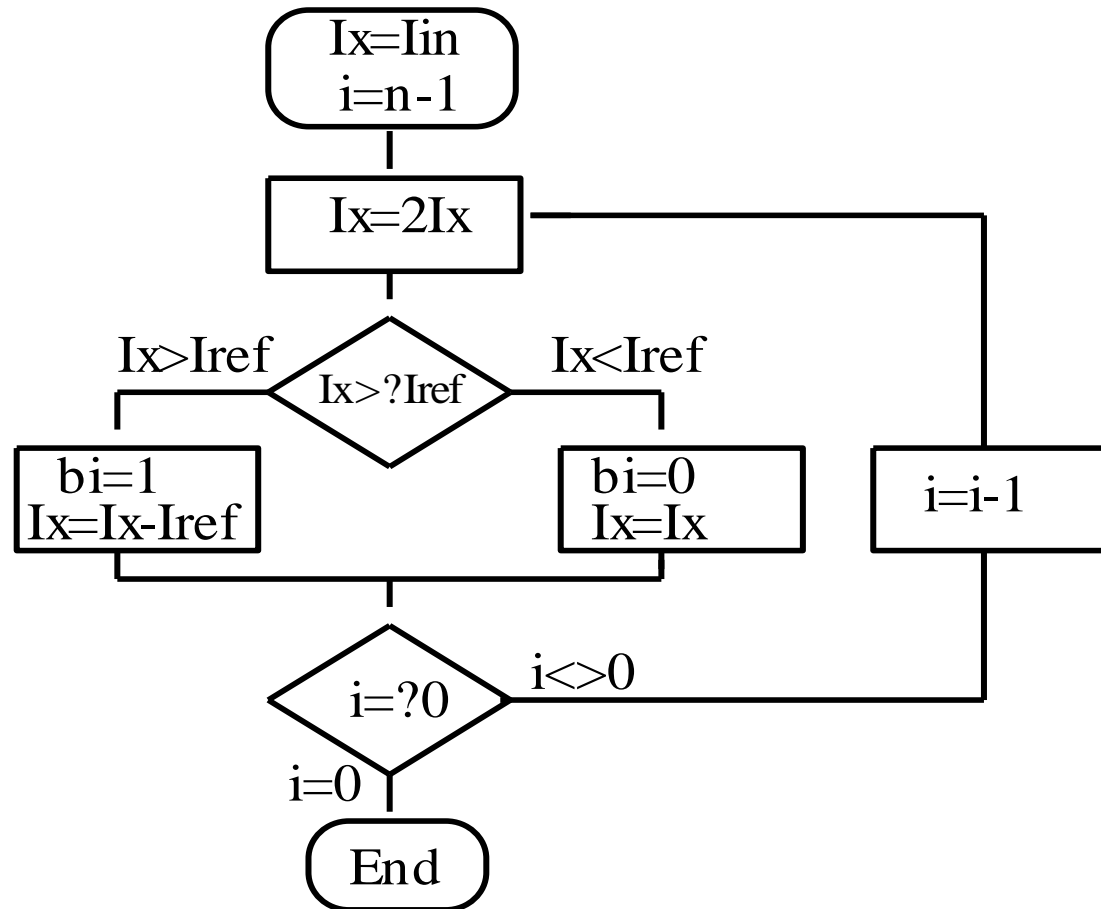 Ix=Iin
i=n-1
Ix=2Ix
Ix>Iref
Ix>?Iref
Ix<Iref
bi=1
Ix=Ix-Iref
bi=0
Ix=Ix
i=i-1
i=?0
i<>0
i=0
End